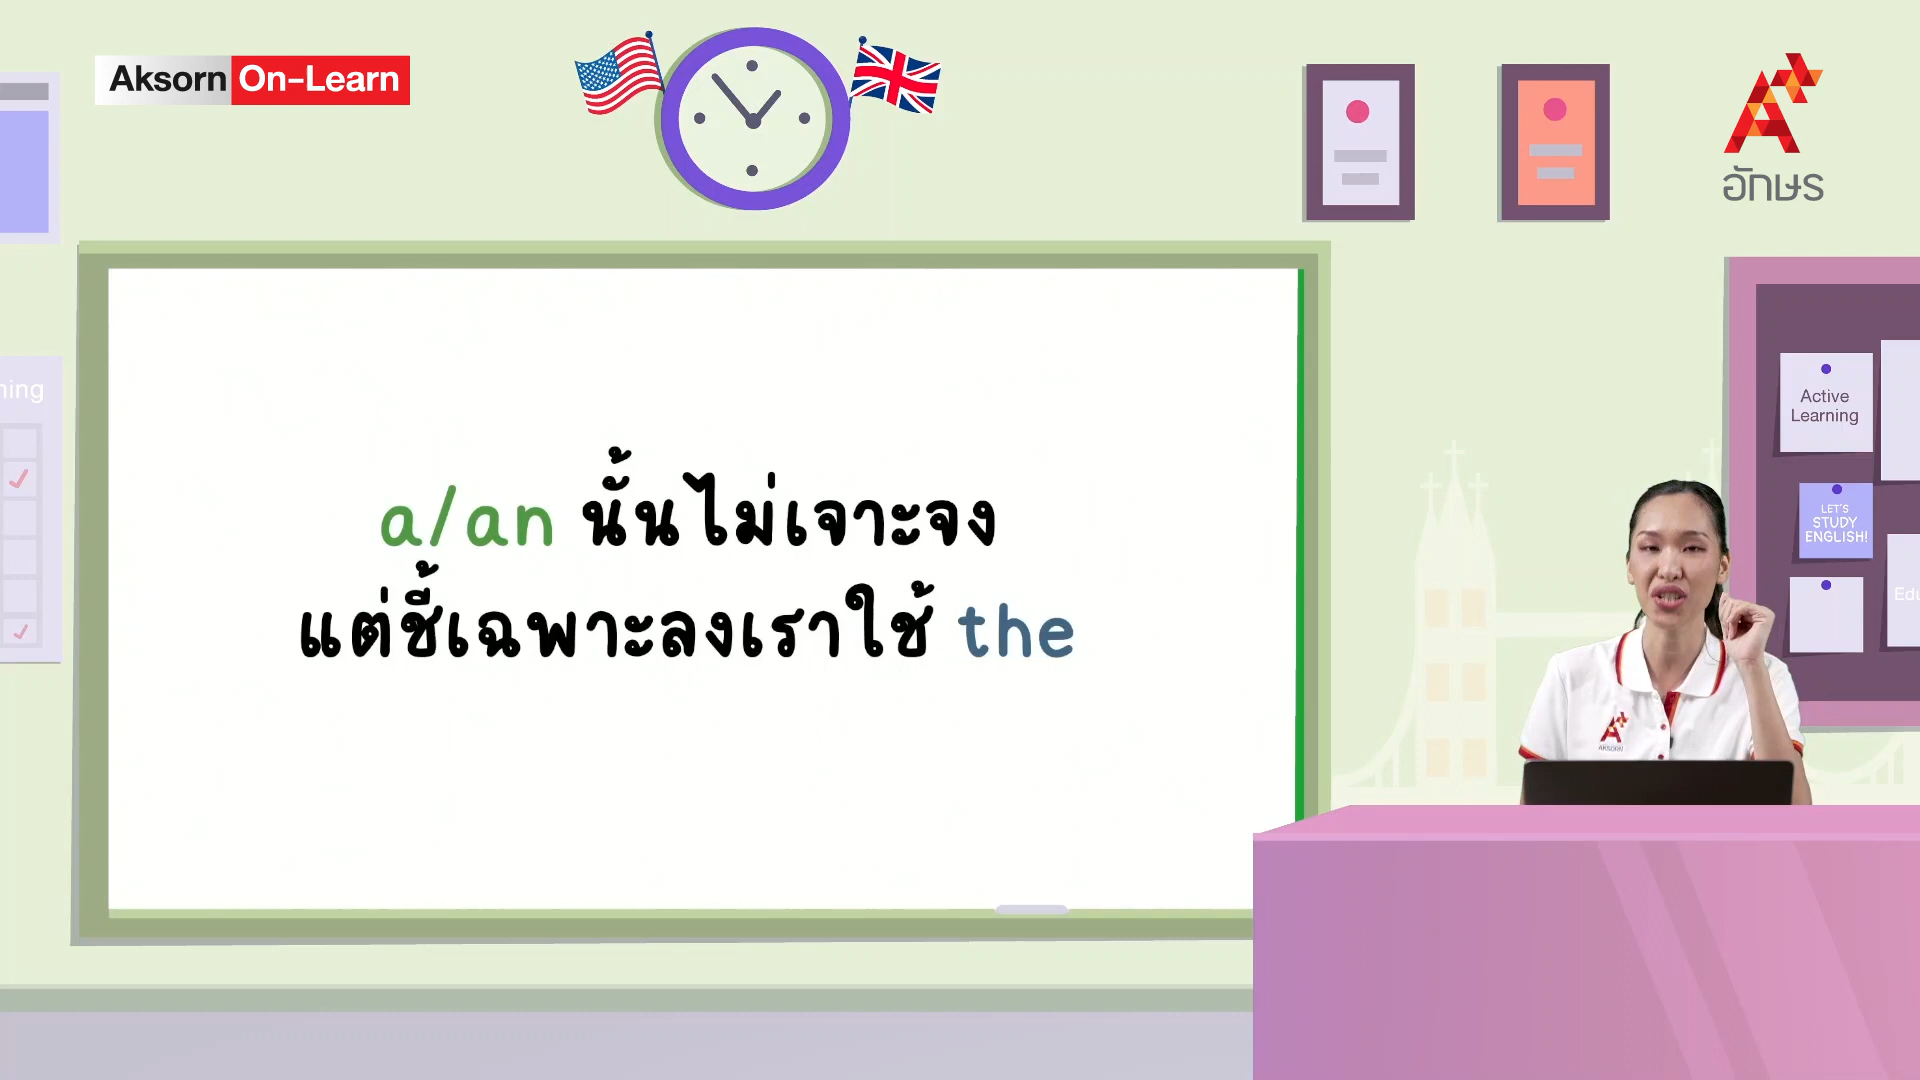 Aksorn On-Learn
อักษร
a/an นั้นไม่เจาะจง
แต่ชี้เฉพาะลงเราใช้ the
Active
Learning
LET'S
STUDY
ENGLISH!
AKSORN